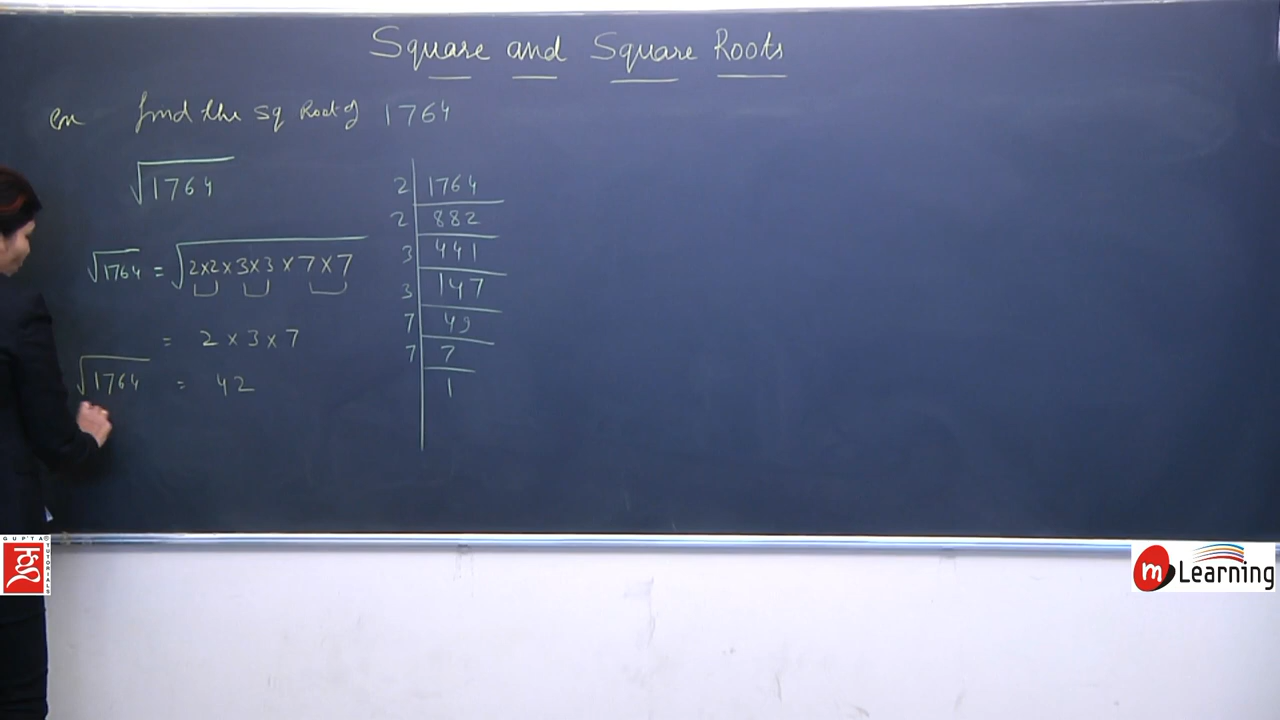 Square and Square Roots
ex find the sq Root of 1764
√1764
√1764 = √2×2×3×3×7×7
= 2×3×7
√1764 = 42
2 | 1764
2 | 882
3 | 441
3 | 147
7 | 49
7 | 7
1
GUPTA TUTORIALS
m Learning